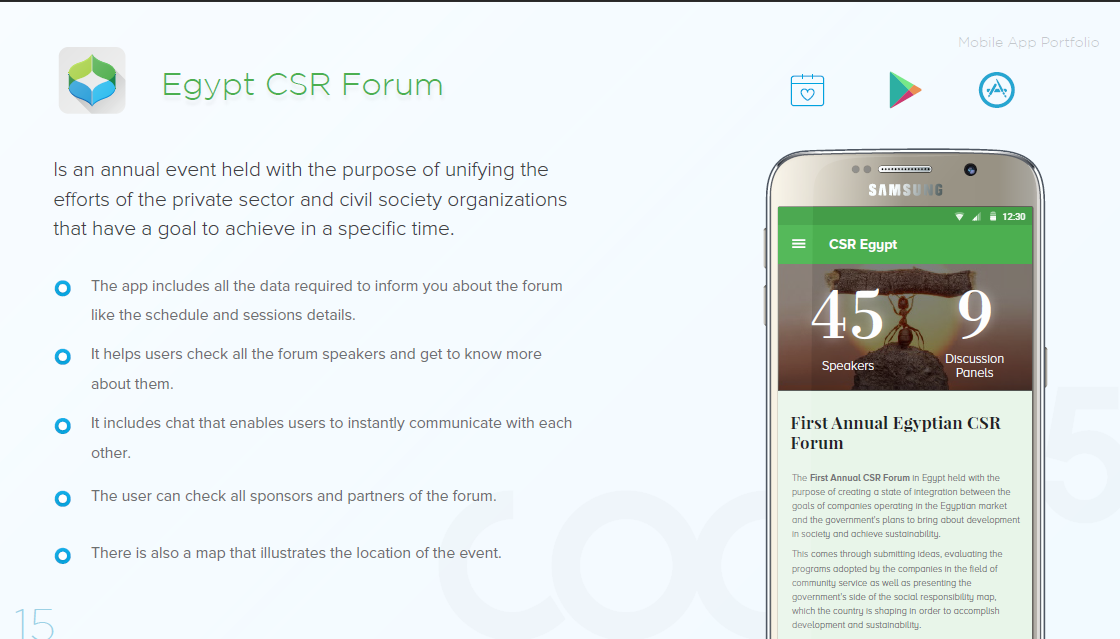 Mobile App Portfolio
Egypt CSR Forum
Is an annual event held with the purpose of unifying the
efforts of the private sector and civil society organizations
that have a goal to achieve in a specific time.
The app includes all the data required to inform you about the forum
like the schedule and sessions details.
It helps users check all the forum speakers and get to know more
about them.
It includes chat that enables users to instantly communicate with each
other.
The user can check all sponsors and partners of the forum.
There is also a map that illustrates the location of the event.
15
SAMSUNG
12:30
CSR Egypt
45
Speakers
9
Discussion
Panels
First Annual Egyptian CSR
Forum
The First Annual CSR Forum in Egypt held with the
purpose of creating a state of integration between the
goals of companies operating in the Egyptian market
and the government's plans to bring about development
in society and achieve sustainability.
This comes through submitting ideas, evaluating the
programs adopted by the companies in the field of
community service as well as presenting the
government's side of the social responsibility map,
which the country is shaping in order to accomplish
development and sustainability.